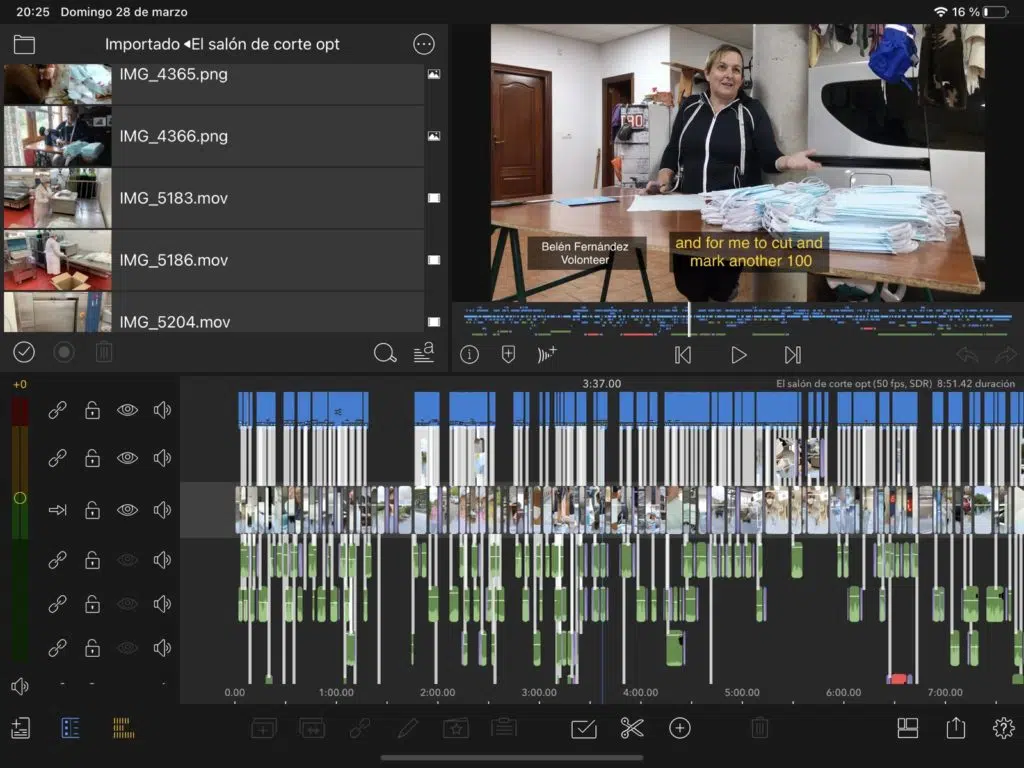 20:25 Domingo 28 de marzo
16 %
Importado ◂El salón de corte opt
IMG_4365.png
IMG_4366.png
IMG_5183.mov
IMG_5186.mov
IMG_5204.mov
Belén Fernández
Volunteer
and for me to cut and
mark another 100
+0
3:37.00
El salón de corte opt (50 fps, SDR) 8:51.42 duración
0.00 1:00.00 2:00.00 3:00.00 4:00.00 5:00.00 6:00.00 7:00.00